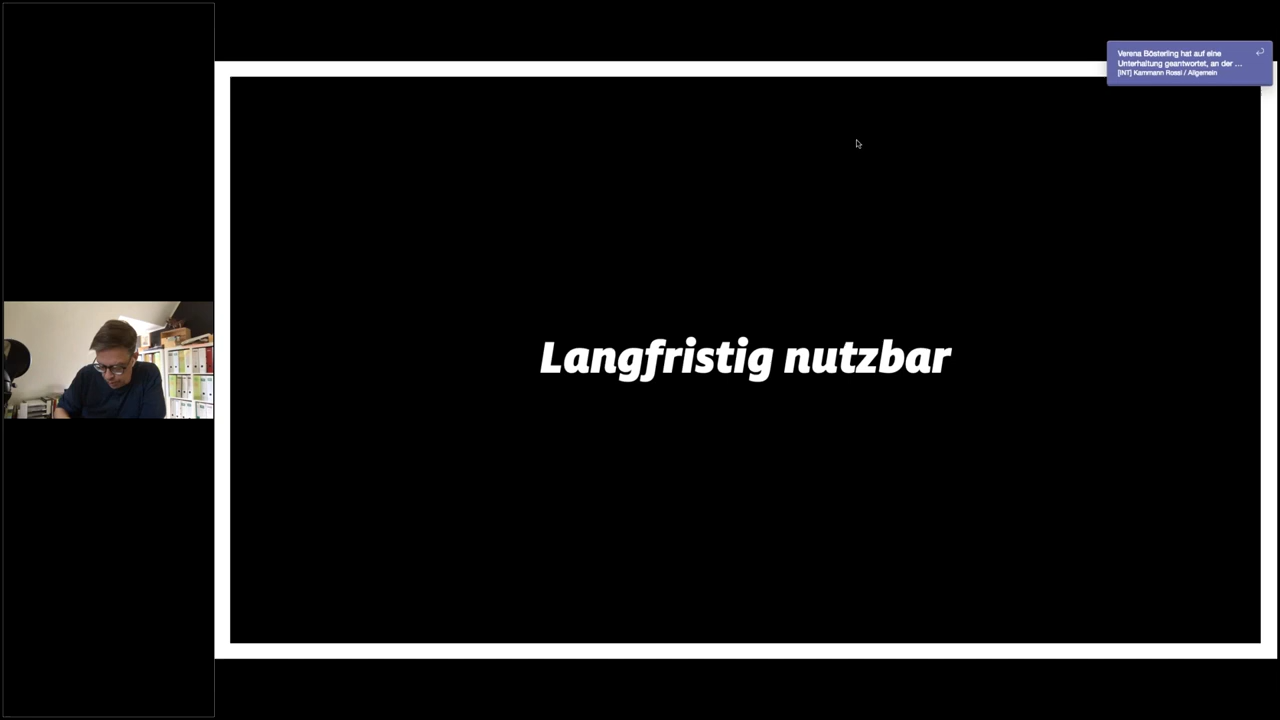 Verena Bösterling hat auf eine
Unterhaltung geantwortet, an der ...
[INT] Kammann Rossi / Allgemein
Langfristig nutzbar